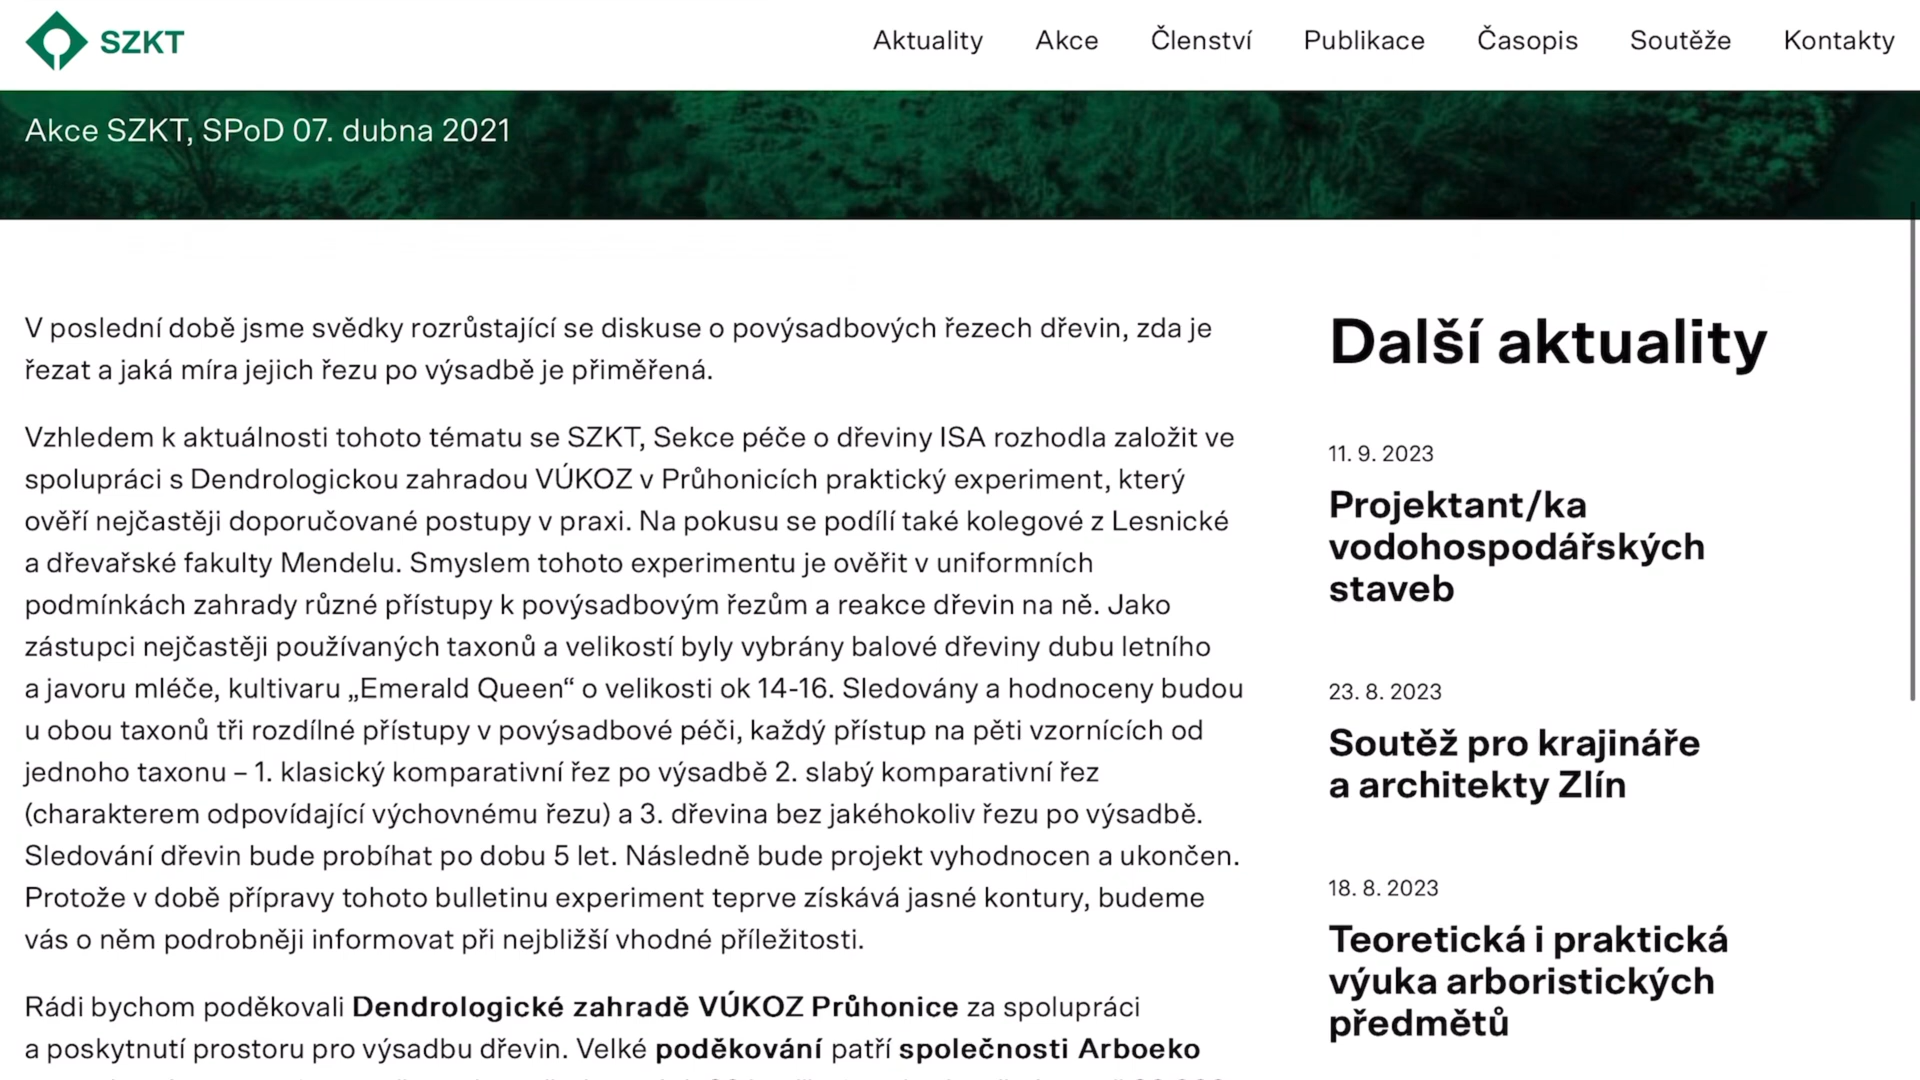 SZKT
Aktuality Akce Členství Publikace Časopis Soutěže Kontakty
Akce SZKT, SPoD 07. dubna 2021
V poslední době jsme svědky rozrůstající se diskuse o povýsadbových řezech dřevin, zda je
řezat a jaká míra jejich řezu po výsadbě je přiměřená.
Vzhledem k aktuálnosti tohoto tématu se SZKT, Sekce péče o dřeviny ISA rozhodla založit ve
spolupráci s Dendrologickou zahradou VÚKOZ v Průhonicích praktický experiment, který
ověří nejčastěji doporučované postupy v praxi. Na pokusu se podílí také kolegové z Lesnické
a dřevařské fakulty Mendelu. Smyslem tohoto experimentu je ověřit v uniformních
podmínkách zahrady různé přístupy k povýsadbovým řezům a reakce dřevin na ně. Jako
zástupci nejčastěji používaných taxonů a velikostí byly vybrány balové dřeviny dubu letního
a javoru mléče, kultivaru „Emerald Queen“ o velikosti ok 14-16. Sledovány a hodnoceny budou
u obou taxonů tři rozdílné přístupy v povýsadbové péči, každý přístup na pěti vzornících od
jednoho taxonu – 1. klasický komparativní řez po výsadbě 2. slabý komparativní řez
(charakterem odpovídající výchovnému řezu) a 3. dřevina bez jakéhokoliv řezu po výsadbě.
Sledování dřevin bude probíhat po dobu 5 let. Následně bude projekt vyhodnocen a ukončen.
Protože v době přípravy tohoto bulletinu experiment teprve získává jasné kontury, budeme
vás o něm podrobněji informovat při nejbližší vhodné příležitosti.
Rádi bychom poděkovali Dendrologické zahradě VÚKOZ Průhonice za spolupráci
a poskytnutí prostoru pro výsadbu dřevin. Velké poděkování patří společnosti Arboeko
Další aktuality
11. 9. 2023
Projektant/ka
vodohospodářských
staveb
23. 8. 2023
Soutěž pro krajináře
a architekty Zlín
18. 8. 2023
Teoretická i praktická
výuka arboristických
předmětů